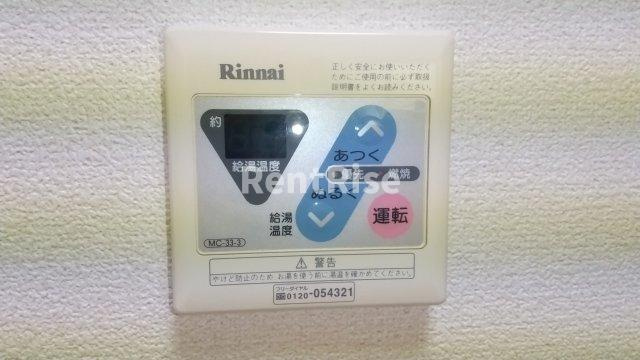 Rinnai
正しく安全にお使いいただく
ためにご使用の前に必ず取扱
説明書をよくお読みください。
約
給湯温度
あつく
優先 燃焼
RentRise
ぬるく
給湯
温度
運転
MC-33-3
⚠警告
やけど防止のため お湯を使う前に湯温を確かめてください。
フリーダイヤル
0120-054321